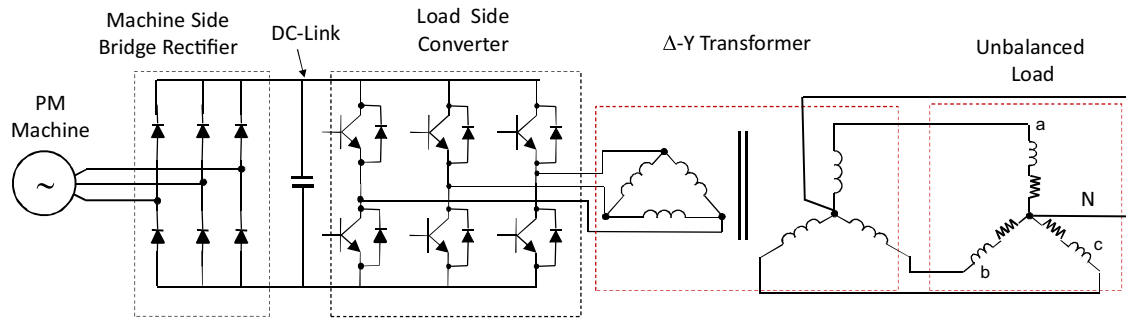 Machine Side
Bridge Rectifier
DC-Link
Load Side
Converter
Δ-Y Transformer
Unbalanced
Load
PM
Machine
~
a
N
b
c